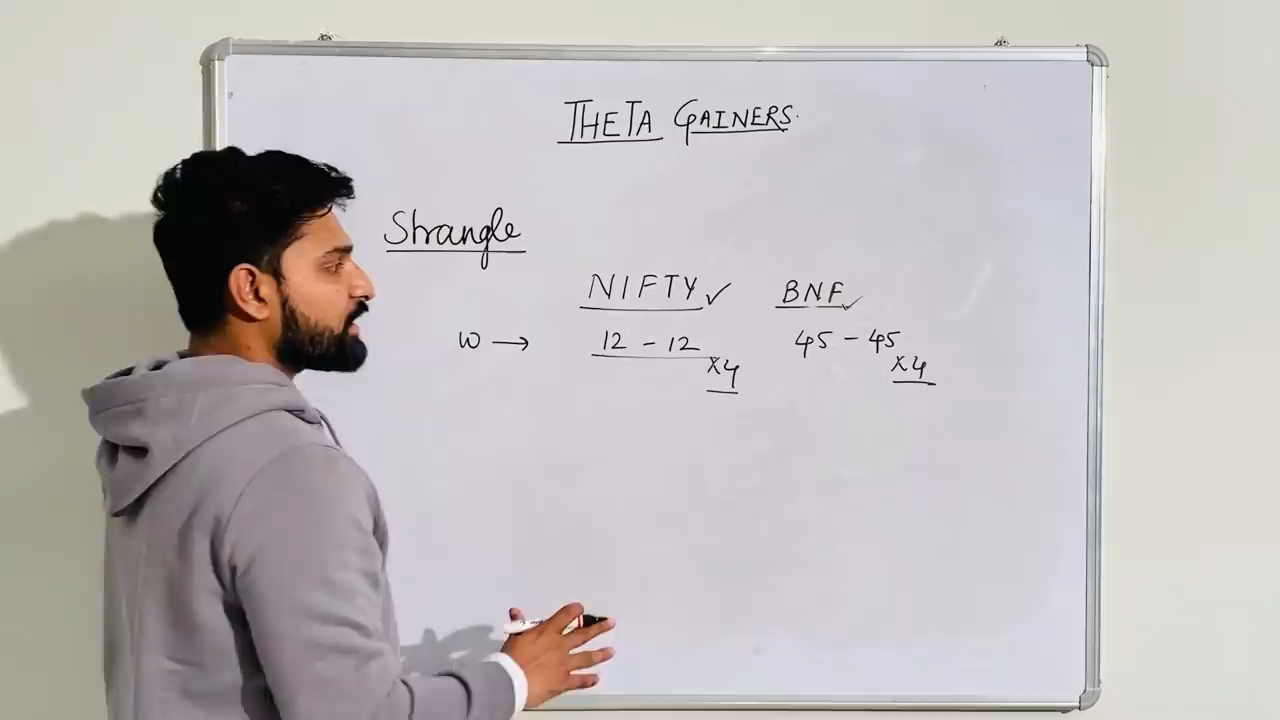 THETA GAINERS.
Strangle
NIFTY ✓ BNF ✓
W → 12 - 12 45 - 45
x4 x4